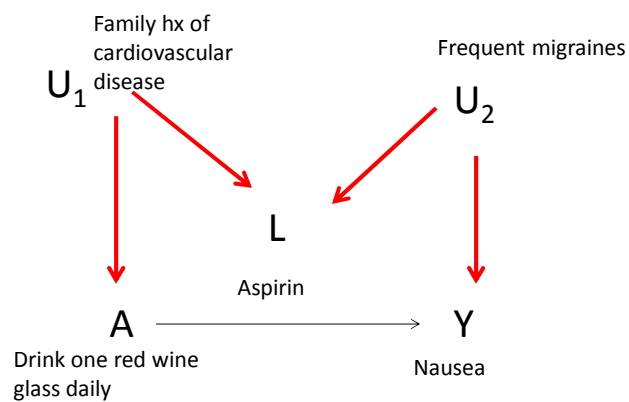 Family hx of
cardiovascular
disease
U1
Frequent migraines
U2
L
Aspirin
A
Drink one red wine
glass daily
Y
Nausea